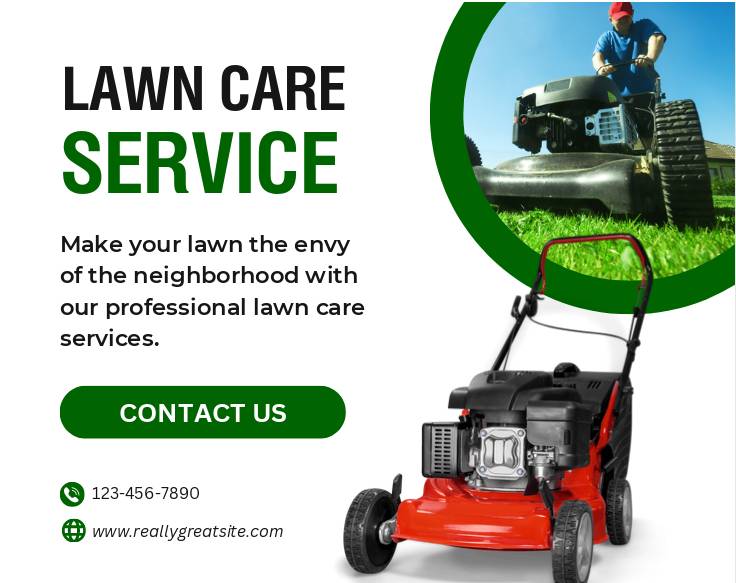 LAWN CARE
SERVICE
Make your lawn the envy
of the neighborhood with
our professional lawn care
services.
CONTACT US
123-456-7890
www.reallygreatsite.com